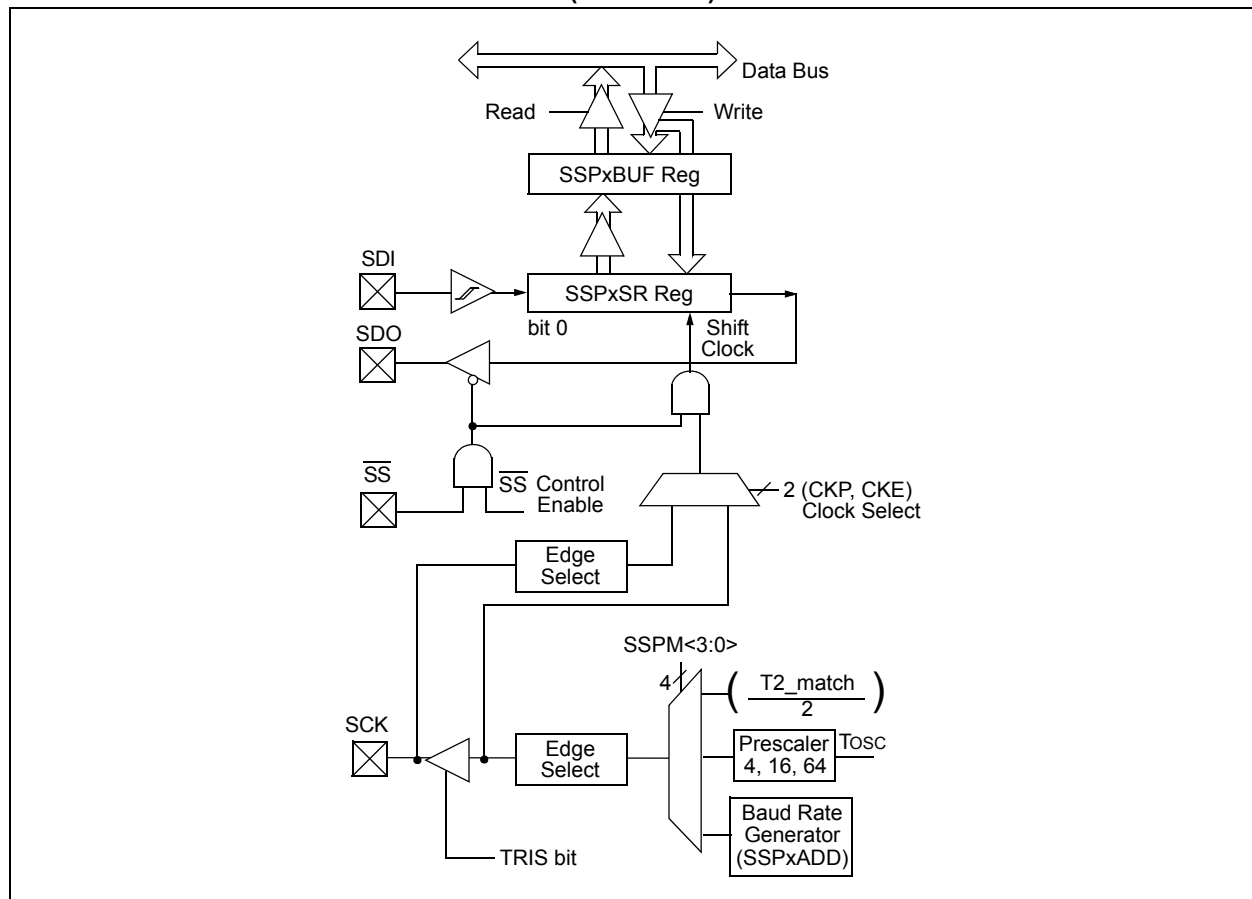 Data Bus
Read
Write
SSPxBUF Reg
SDI
SSPxSR Reg
bit 0
Shift
Clock
SDO
SS
SS Control
Enable
2 (CKP, CKE)
Clock Select
Edge
Select
SSPM<3:0>
4
( T2_match
2 )
SCK
Edge
Select
Prescaler
4, 16, 64
TOSC
Baud Rate
Generator
(SSPxADD)
TRIS bit